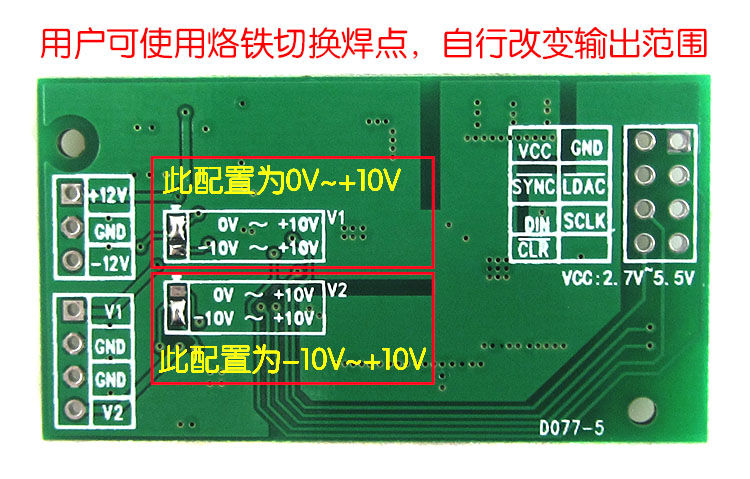 用户可使用烙铁切换焊点，自行改变输出范围
此配置为0V~+10V
+12V
GND
-12V
0V ～ +10V
-10V ～ +10V
V1
0V ～ +10V
-10V ～ +10V
V2
此配置为-10V~+10V
V1
GND
GND
V2
VCC GND
SYNC LDAC
DIN SCLK
CLR
VCC:2.7V~5.5V
D077-5